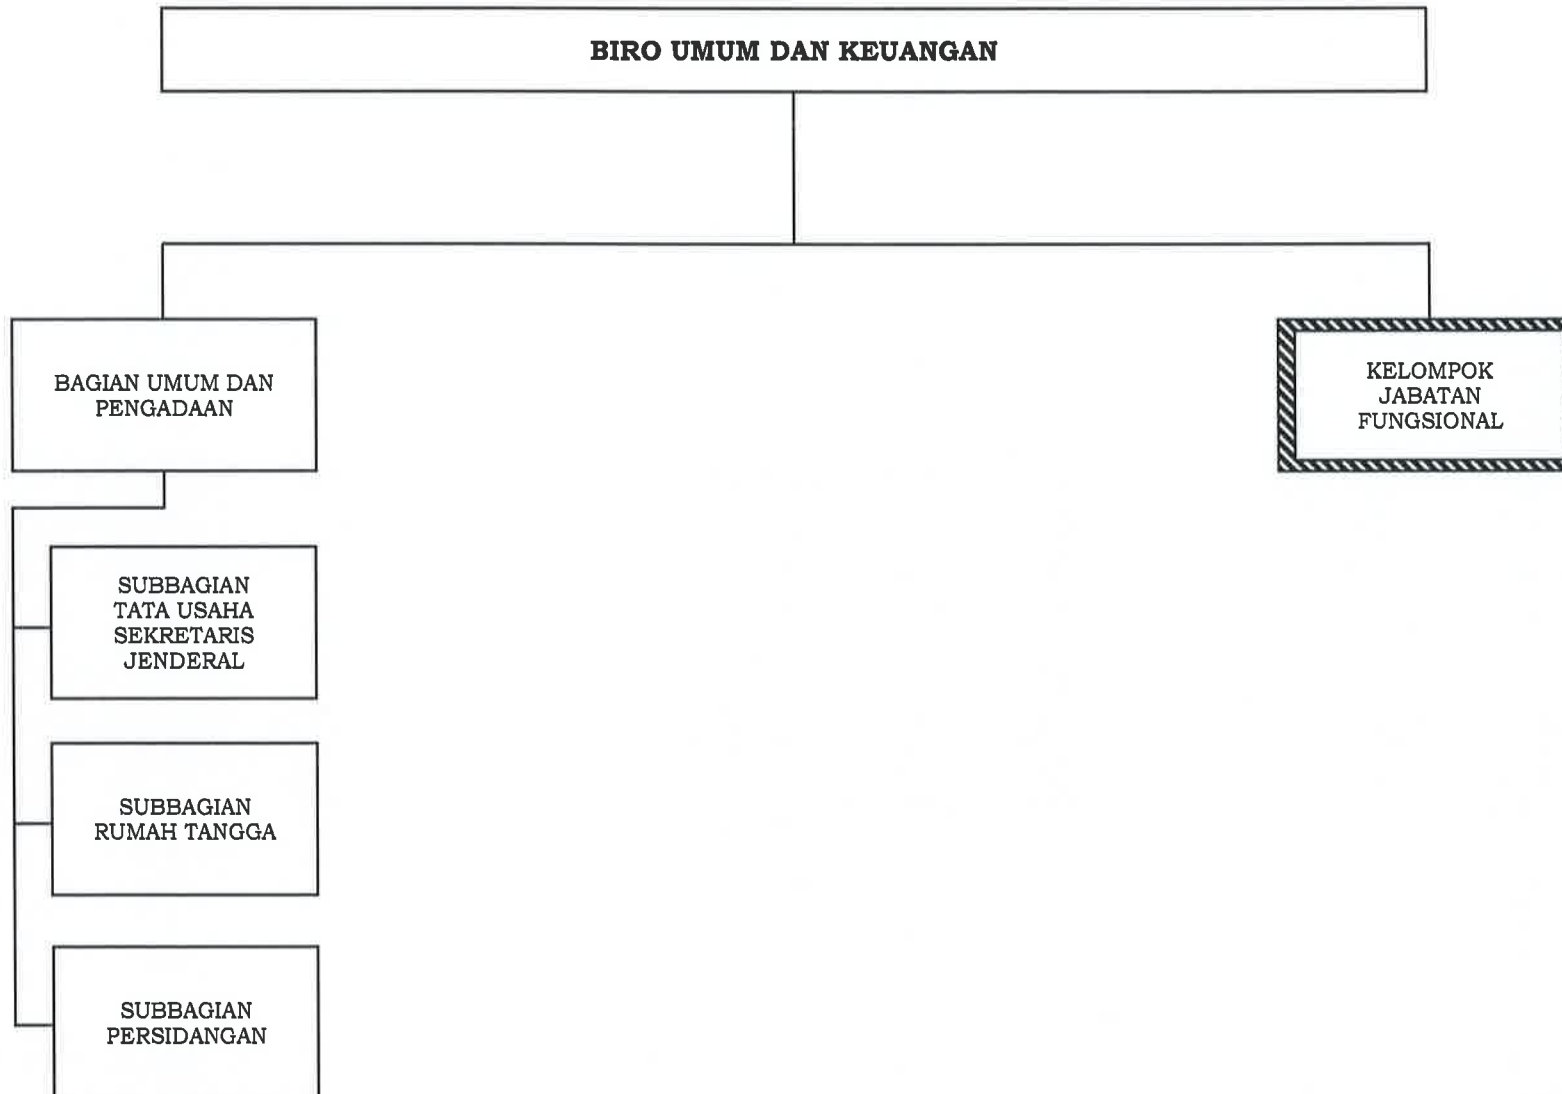 BIRO UMUM DAN KEUANGAN
BAGIAN UMUM DAN
PENGADAAN
KELOMPOK
JABATAN
FUNGSIONAL
SUBBAGIAN
TATA USAHA
SEKRETARIS
JENDERAL
SUBBAGIAN
RUMAH TANGGA
SUBBAGIAN
PERSIDANGAN